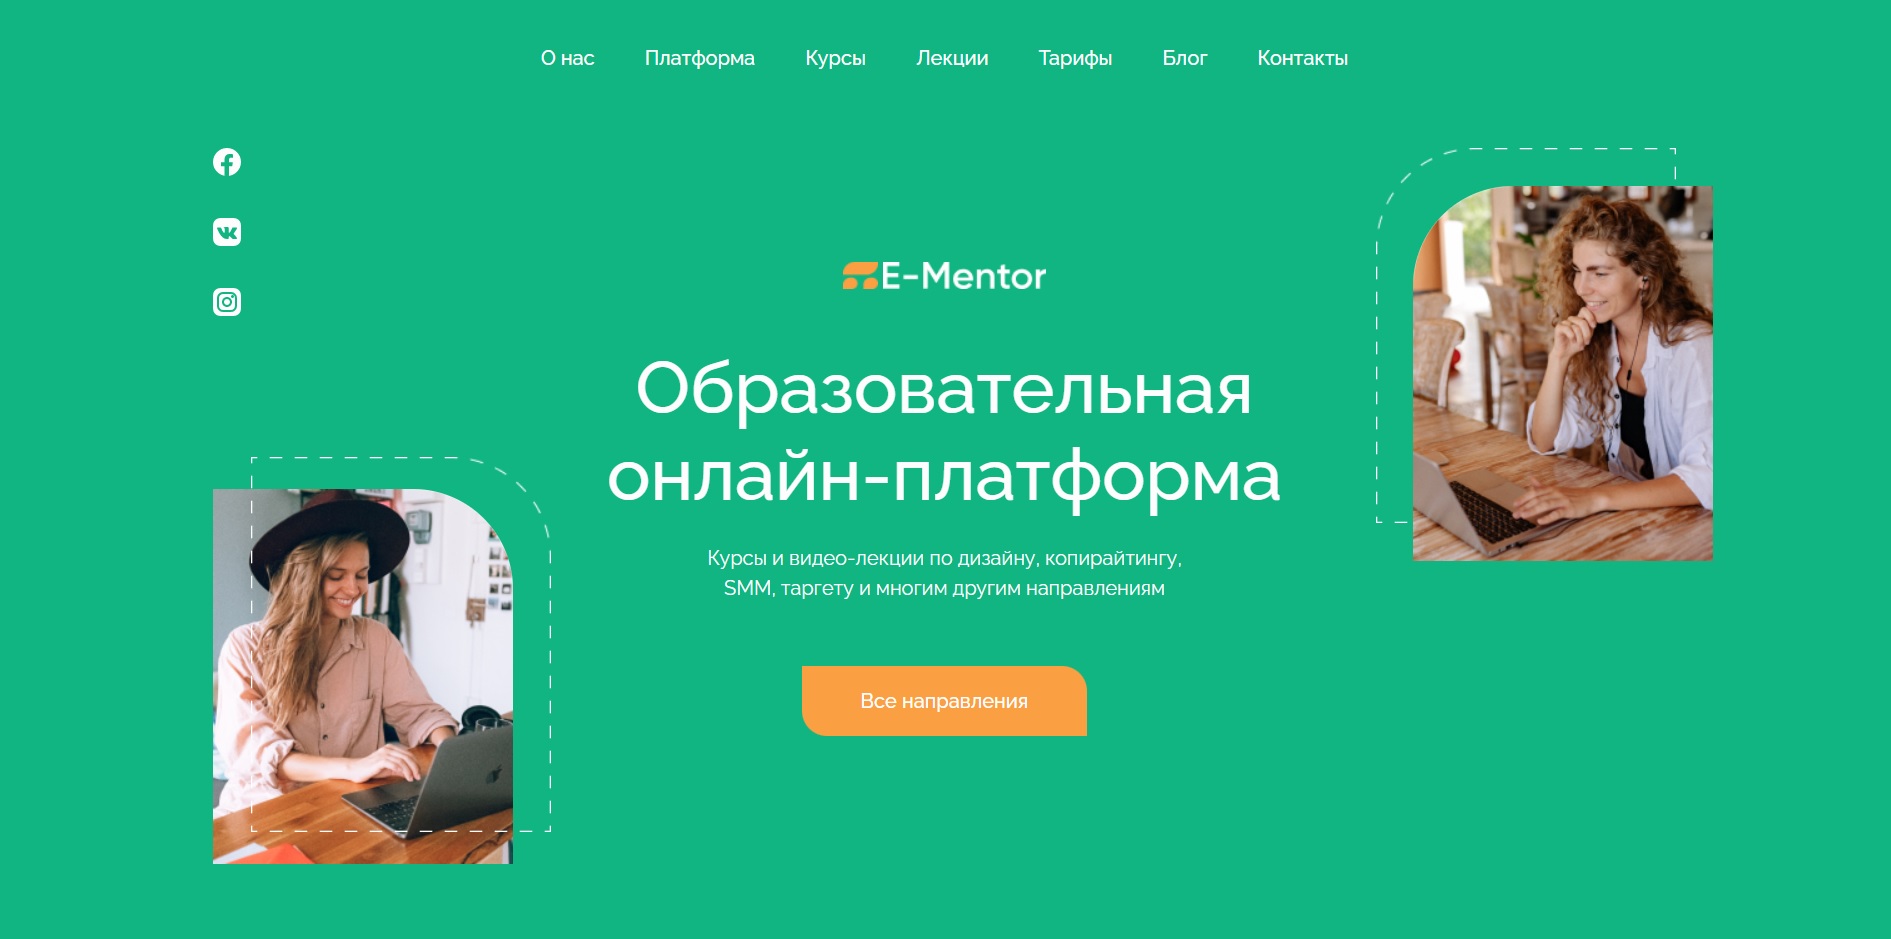 О нас Платформа Курсы Лекции Тарифы Блог Контакты
E-Mentor
Образовательная
онлайн-платформа
Курсы и видео-лекции по дизайну, копирайтингу,
SMM, таргету и многим другим направлениям
Все направления